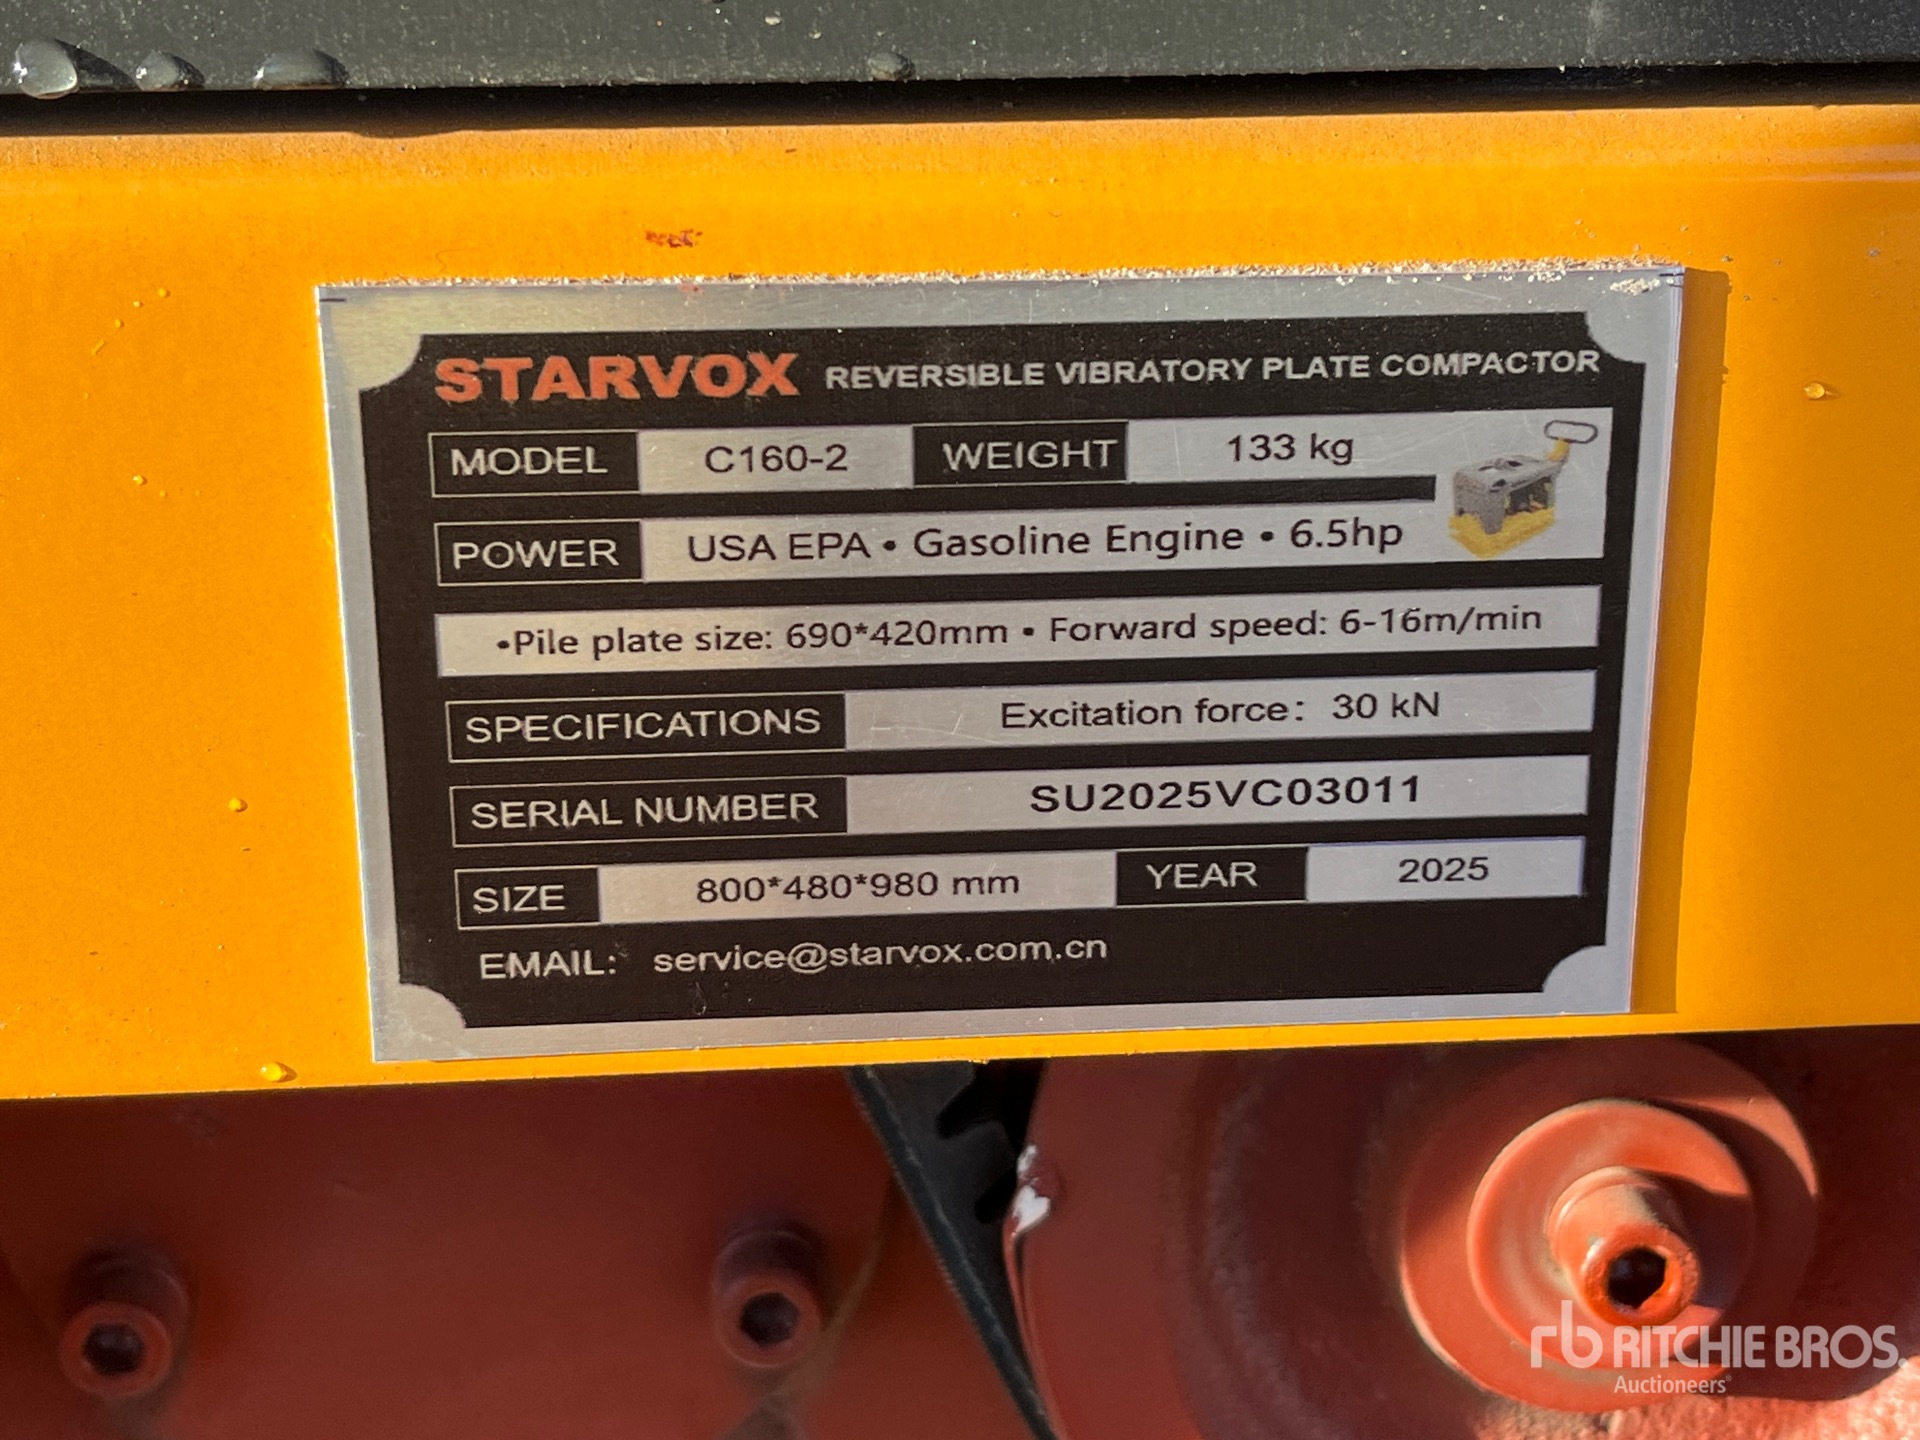 STARVOX REVERSIBLE VIBRATORY PLATE COMPACTOR
MODEL C160-2 WEIGHT 133 kg
POWER USA EPA • Gasoline Engine • 6.5hp
•Pile plate size: 690*420mm • Forward speed: 6-16m/min
SPECIFICATIONS Excitation force: 30 kN
SERIAL NUMBER SU2025VC03011
SIZE 800*480*980 mm YEAR 2025
EMAIL: service@starvox.com.cn
rb RITCHIE BROS.
Auctioneers®